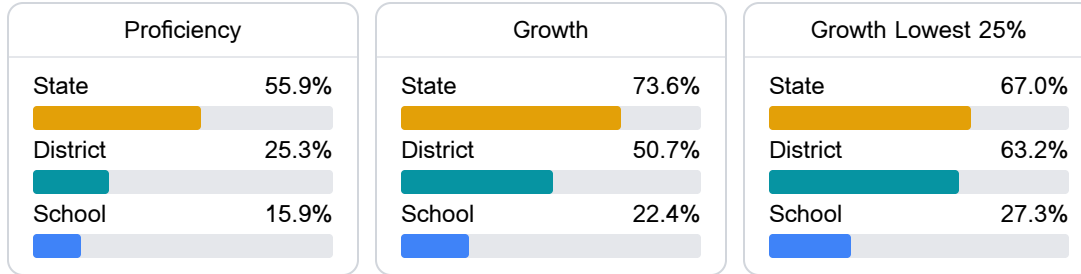 Proficiency
State 55.9%
District 25.3%
School 15.9%
Growth
State 73.6%
District 50.7%
School 22.4%
Growth Lowest 25%
State 67.0%
District 63.2%
School 27.3%